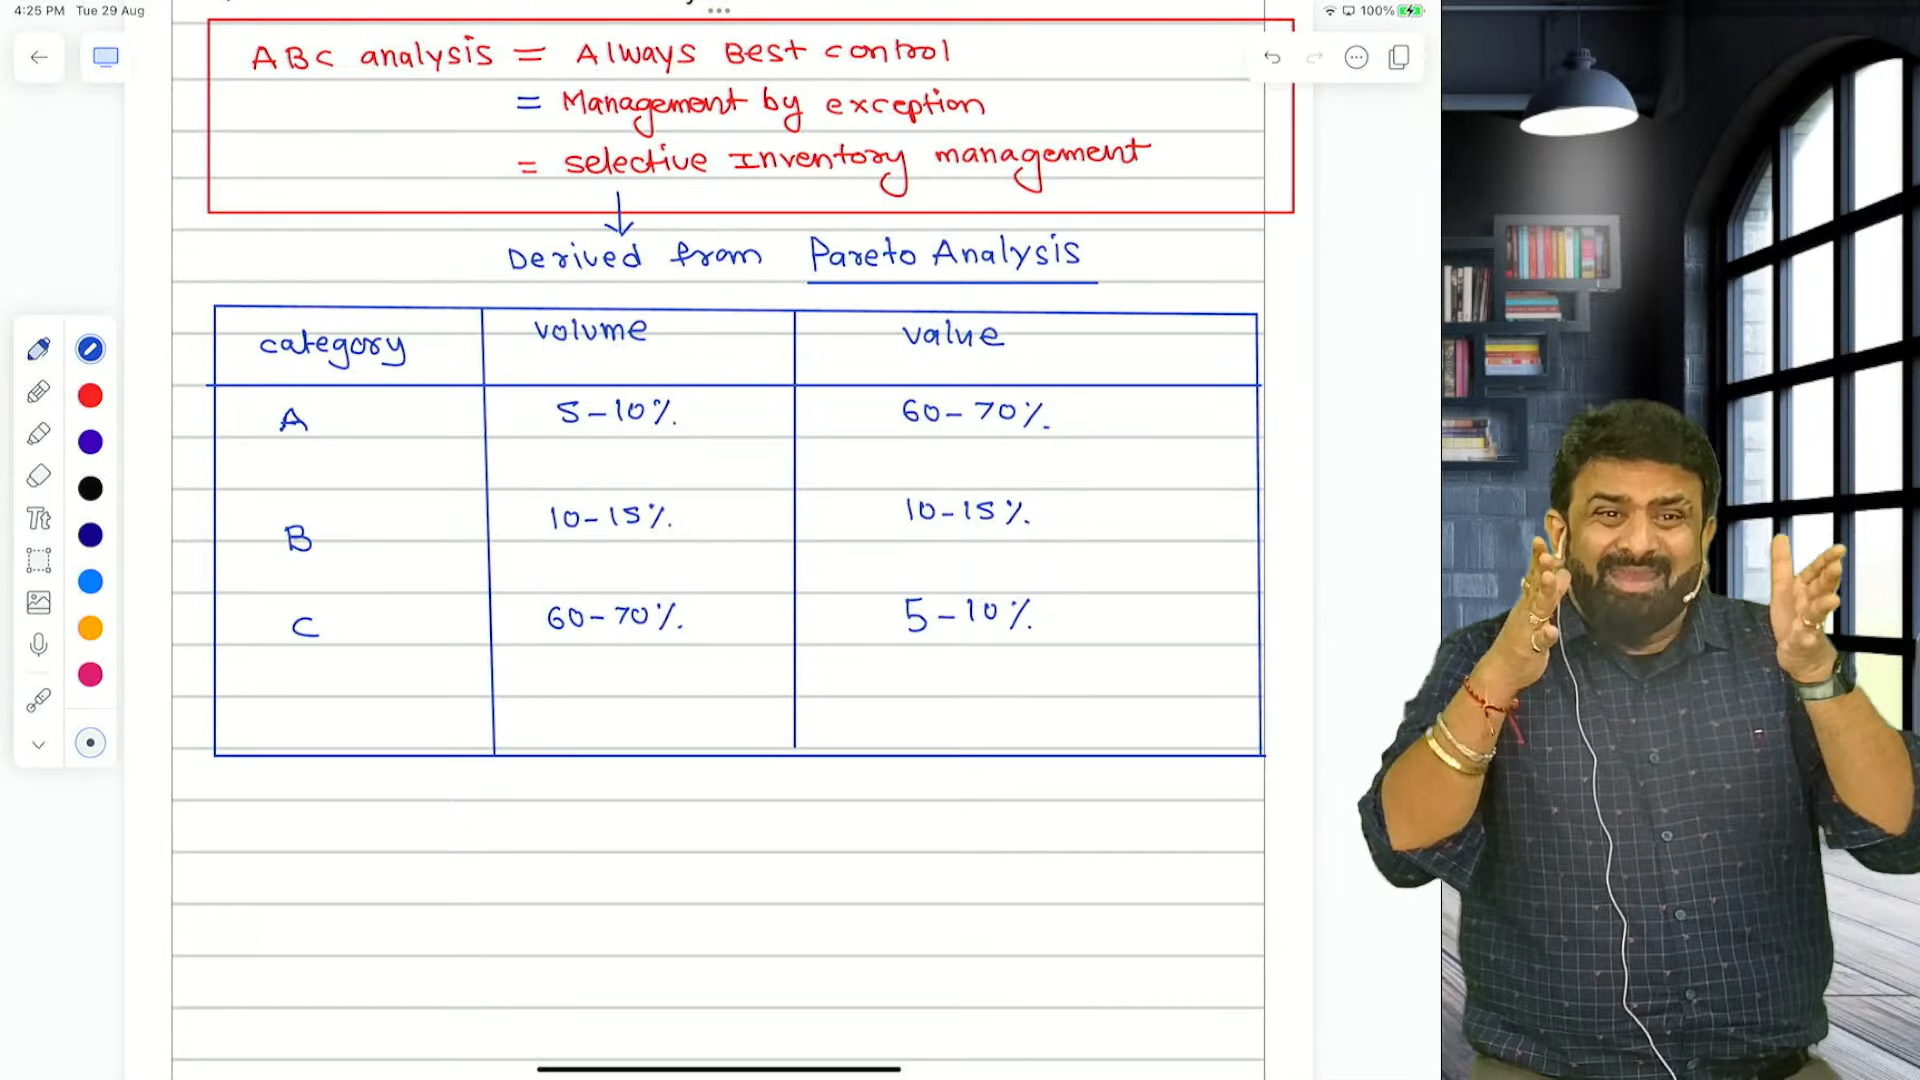 4:25 PM Tue 29 Aug
100%
ABC analysis = Always Best control
= Management by exception
= selective Inventory management
Derived from Pareto Analysis
category volume value
A 5-10% 60-70%
B 10-15% 10-15%
C 60-70% 5-10%
Tt